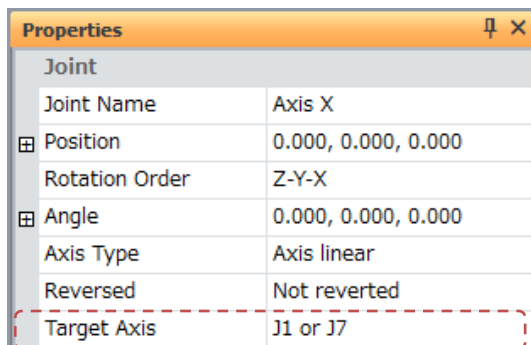 Properties
Joint
Joint Name Axis X
Position 0.000, 0.000, 0.000
Rotation Order Z-Y-X
Angle 0.000, 0.000, 0.000
Axis Type Axis linear
Reversed Not reverted
Target Axis J1 or J7